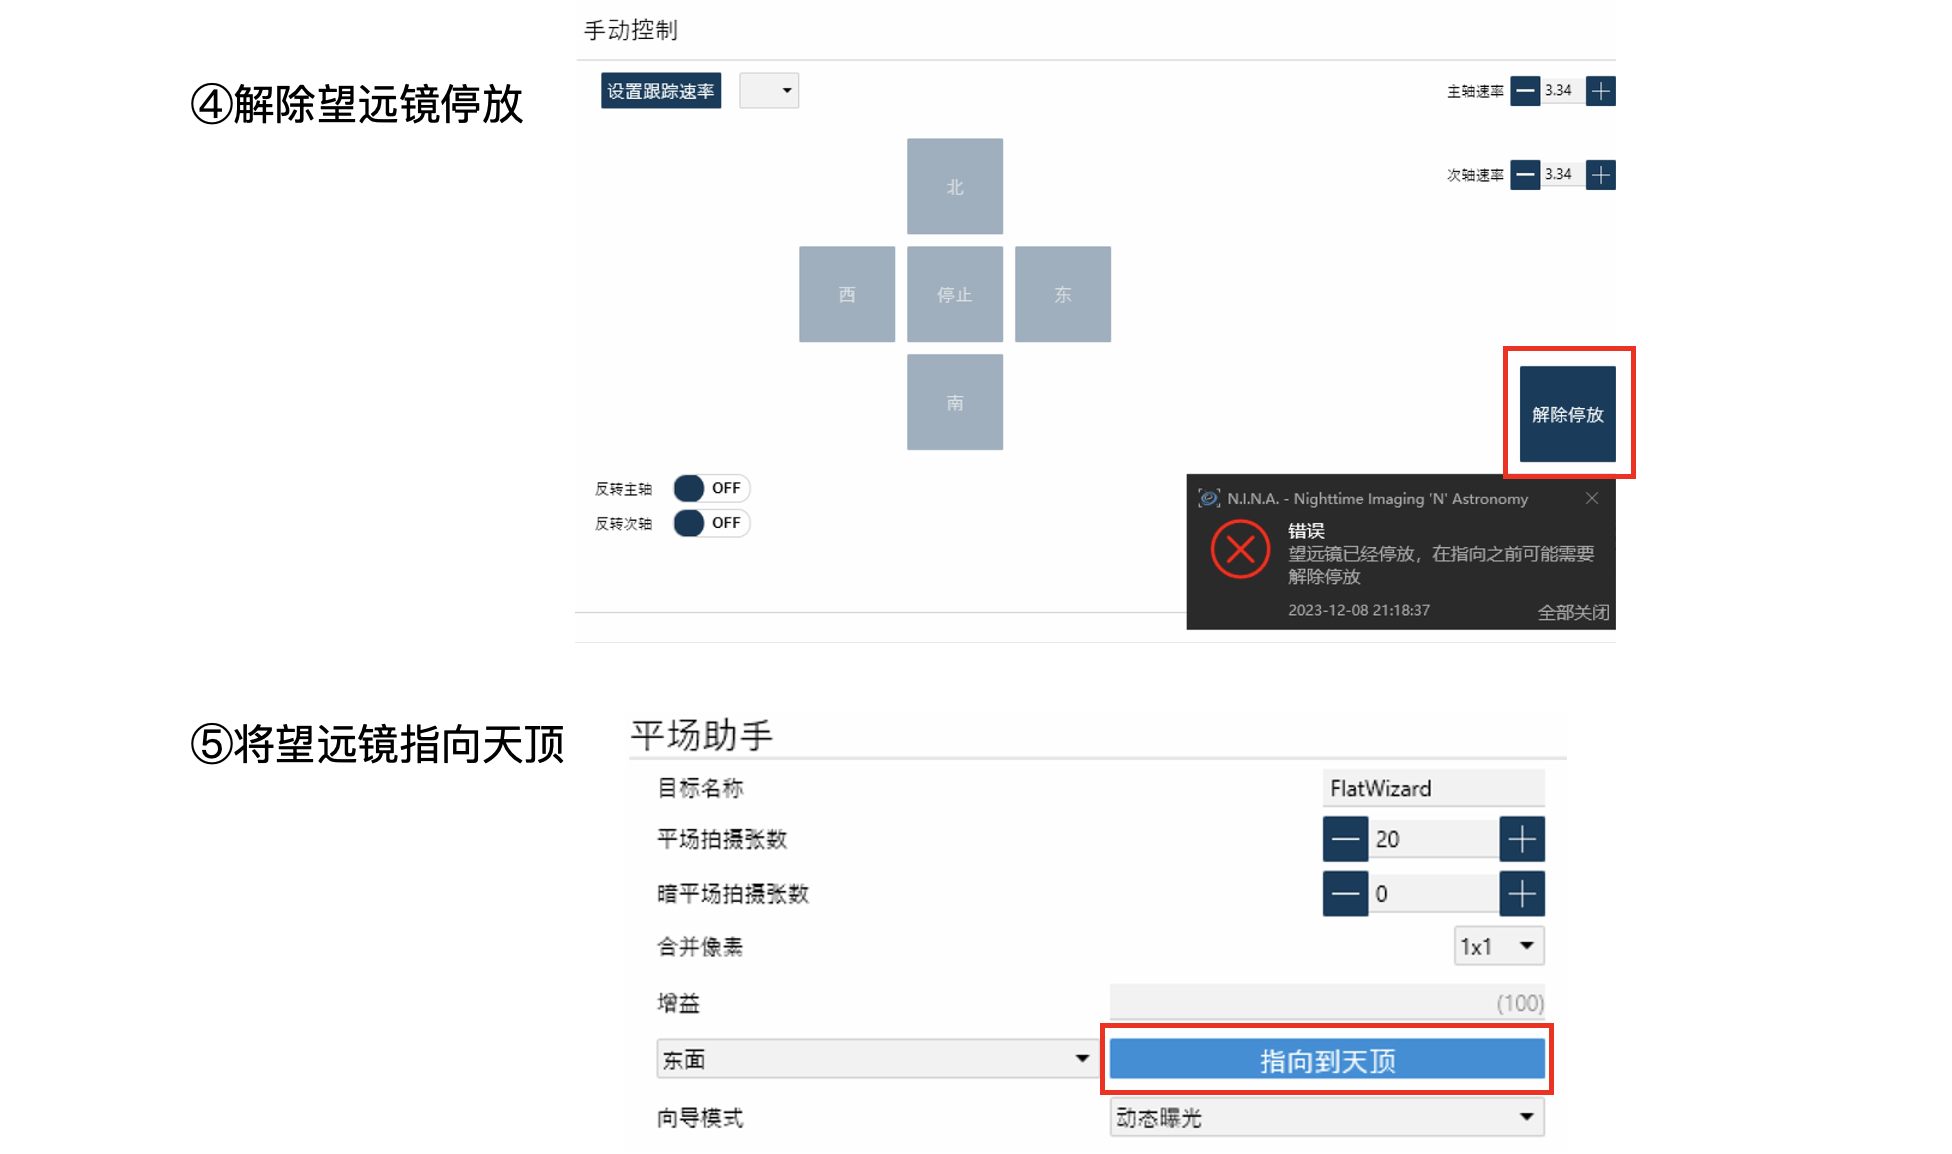 手动控制
④解除望远镜停放
设置跟踪速率
主轴速率 3.34
次轴速率 3.34
北
西 停止 东
南
解除停放
反转主轴 OFF
反转次轴 OFF
N.I.N.A. - Nighttime Imaging 'N' Astronomy
错误
望远镜已经停放，在指向之前可能需要
解除停放
2023-12-08 21:18:37 全部关闭
⑤将望远镜指向天顶
平场助手
目标名称 FlatWizard
平场拍摄张数 20
暗平场拍摄张数 0
合并像素 1x1
增益 (100)
东面 指向到天顶
向导模式 动态曝光